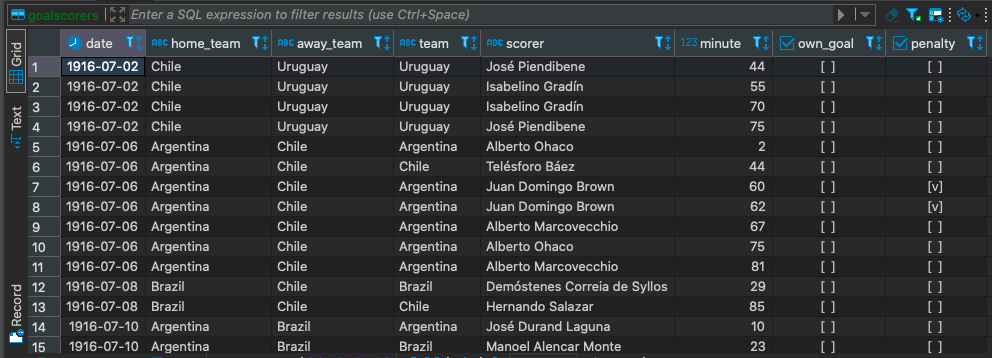 goalscorers Enter a SQL expression to filter results (use Ctrl+Space)
Grid
Text
Record
date ABC home_team ABC away_team ABC team ABC scorer 123 minute own_goal penalty
1 1916-07-02 Chile Uruguay Uruguay José Piendibene 44 [ ] [ ]
2 1916-07-02 Chile Uruguay Uruguay Isabelino Gradín 55 [ ] [ ]
3 1916-07-02 Chile Uruguay Uruguay Isabelino Gradín 70 [ ] [ ]
4 1916-07-02 Chile Uruguay Uruguay José Piendibene 75 [ ] [ ]
5 1916-07-06 Argentina Chile Argentina Alberto Ohaco 2 [ ] [ ]
6 1916-07-06 Argentina Chile Chile Telésforo Báez 44 [ ] [ ]
7 1916-07-06 Argentina Chile Argentina Juan Domingo Brown 60 [ ] [v]
8 1916-07-06 Argentina Chile Argentina Juan Domingo Brown 62 [ ] [v]
9 1916-07-06 Argentina Chile Argentina Alberto Marcovecchio 67 [ ] [ ]
10 1916-07-06 Argentina Chile Argentina Alberto Ohaco 75 [ ] [ ]
11 1916-07-06 Argentina Chile Argentina Alberto Marcovecchio 81 [ ] [ ]
12 1916-07-08 Brazil Chile Brazil Demóstenes Correia de Syllos 29 [ ] [ ]
13 1916-07-08 Brazil Chile Chile Hernando Salazar 85 [ ] [ ]
14 1916-07-10 Argentina Brazil Argentina José Durand Laguna 10 [ ] [ ]
15 1916-07-10 Argentina Brazil Brazil Manoel Alencar Monte 23 [ ] [ ]